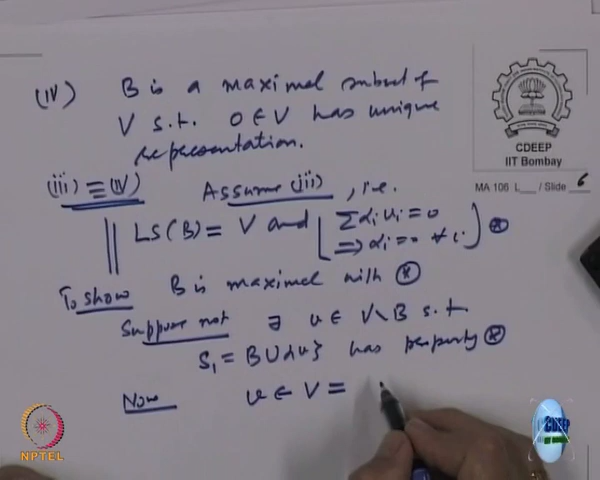 (IV) B is a maximal subset of
V s.t. 0 ∈ V has unique
representation.
(iii) ≡ (IV) Assume (iii), i.e.
LS(B) = V and [ Σ αi vi = 0
⟹ αi = 0 ∀ i ] ⊛
To show B is maximal with ⊛
Suppose not ∃ v ∈ V \ B s.t.
S₁ = B ∪ {v} has property ⊛
Now v ∈ V =
CDEEP
IIT Bombay
MA 106 L___ / Slide 6
NPTEL
CDEEP